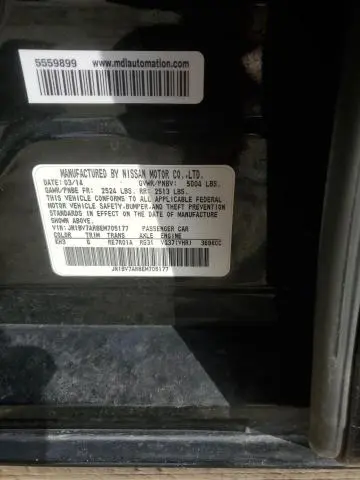 5559899 www.mdlautomation.com
MANUFACTURED BY NISSAN MOTOR CO.,LTD.
DATE: 03/14 GVWR/PNBV: 5004 LBS.
GAWR/PNBE FR: 2524 LBS. RR: 2513 LBS.
THIS VEHICLE CONFORMS TO ALL APPLICABLE FEDERAL
MOTOR VEHICLE SAFETY,BUMPER,AND THEFT PREVENTION
STANDARDS IN EFFECT ON THE DATE OF MANUFACTURE
SHOWN ABOVE.
VIN: JN1BV7AR8EM705177 PASSENGER CAR
COLOR TRIM TRANS AXLE ENGINE
KH3 G RE7R01A R531 VQ37(VHR) 3696CC
JN1BV7AR8EM705177